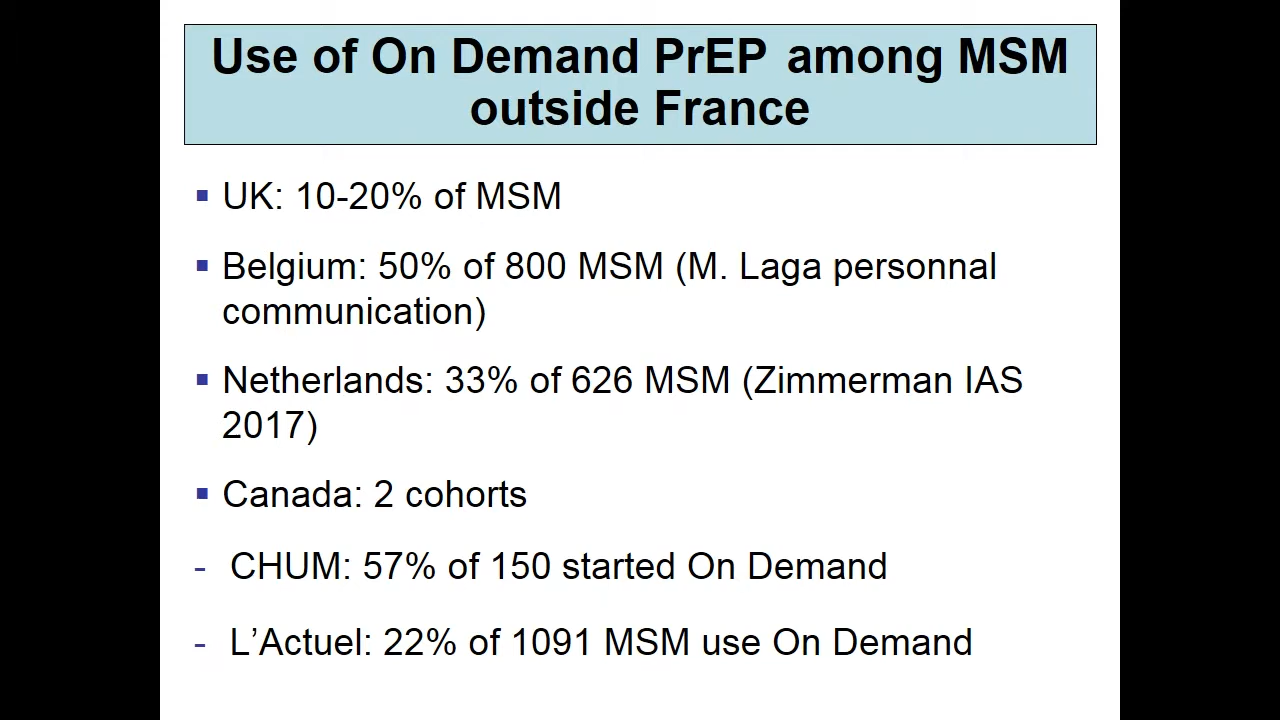 Use of On Demand PrEP among MSM
outside France
▪ UK: 10-20% of MSM
▪ Belgium: 50% of 800 MSM (M. Laga personnal
communication)
▪ Netherlands: 33% of 626 MSM (Zimmerman IAS
2017)
▪ Canada: 2 cohorts
- CHUM: 57% of 150 started On Demand
- L’Actuel: 22% of 1091 MSM use On Demand